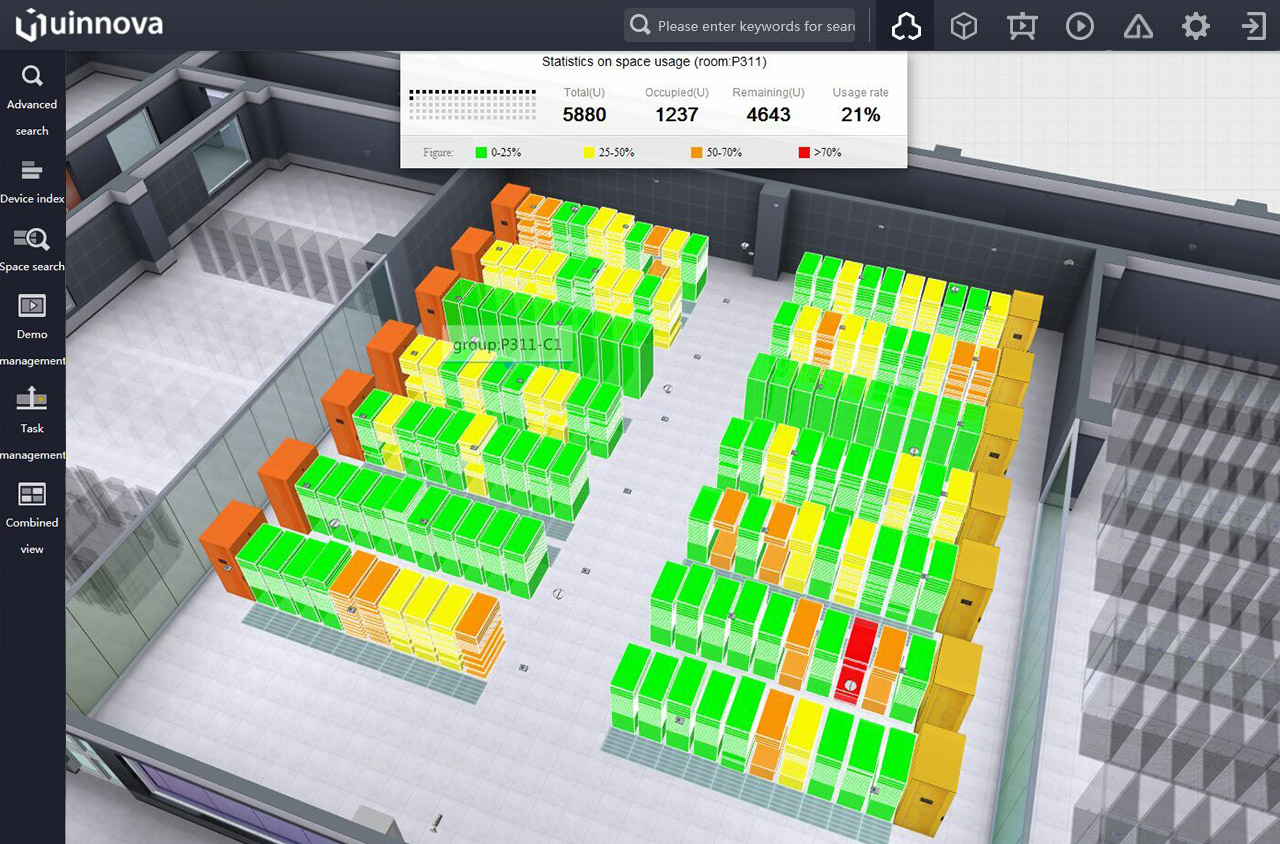 uinnova
Please enter keywords for sear
Advanced
search
Device index
Space search
Demo
management
Task
management
Combined
view
Statistics on space usage (room:P311)
Total(U) Occupied(U) Remaining(U) Usage rate
5880 1237 4643 21%
Figure: 0-25% 25-50% 50-70% >70%
group:P311-C1